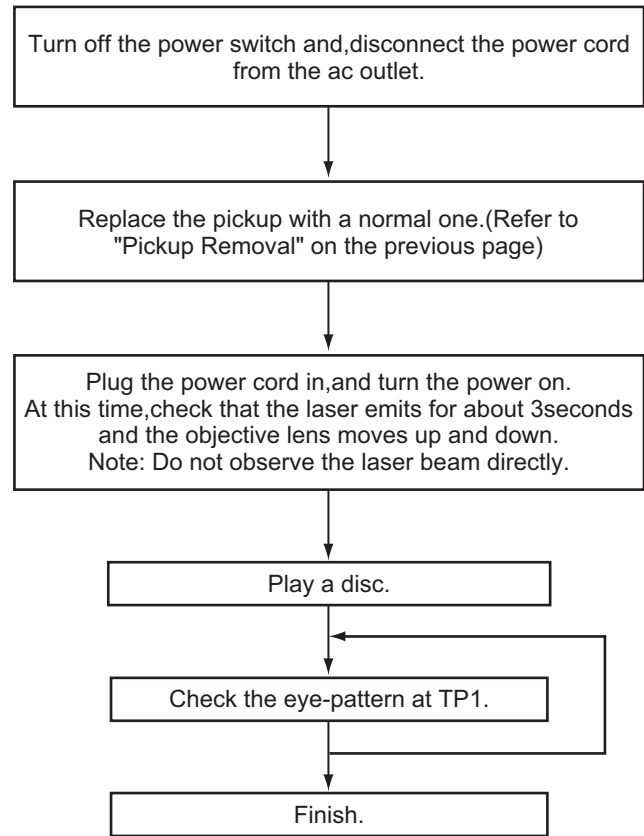 Turn off the power switch and,disconnect the power cord
from the ac outlet.
Replace the pickup with a normal one.(Refer to
"Pickup Removal" on the previous page)
Plug the power cord in,and turn the power on.
At this time,check that the laser emits for about 3seconds
and the objective lens moves up and down.
Note: Do not observe the laser beam directly.
Play a disc.
Check the eye-pattern at TP1.
Finish.